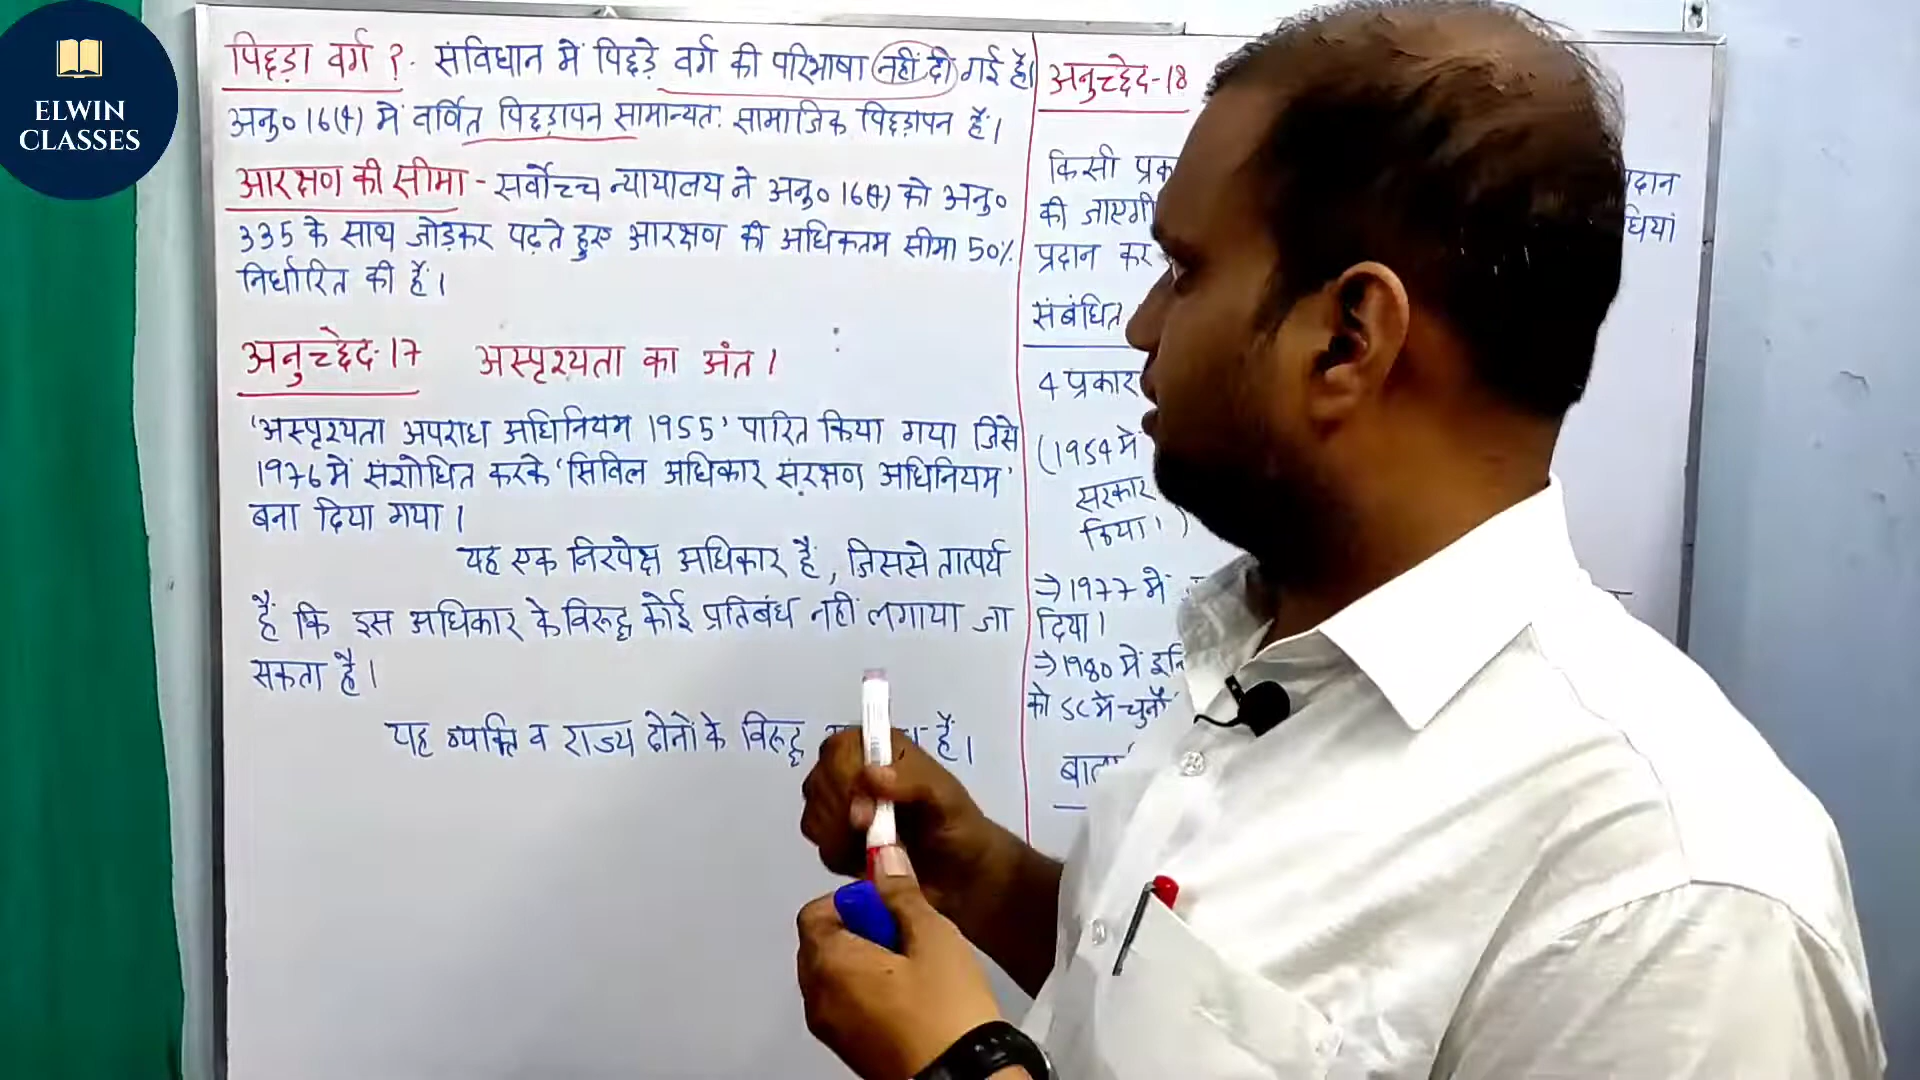 ELWIN
CLASSES
पिछड़ा वर्ग ?. संविधान में पिछड़े वर्ग की परिभाषा नहीं दी गई है।
अनु० 16(4) में वर्णित पिछड़ापन सामान्यतः सामाजिक पिछड़ापन हैं।
आरक्षण की सीमा - सर्वोच्च न्यायालय ने अनु० 16(4) को अनु०
335 के साथ जोड़कर पढ़ते हुए आरक्षण की अधिकतम सीमा 50%
निर्धारित की हैं।
अनुच्छेद-17 अस्पृश्यता का अंत।
'अस्पृश्यता अपराध अधिनियम 1955' पारित किया गया जिसे
1976 में संशोधित करके 'सिविल अधिकार संरक्षण अधिनियम'
बना दिया गया।
यह एक निरपेक्ष अधिकार है, जिससे तात्पर्य
हैं कि इस अधिकार के विरूद्ध कोई प्रतिबंध नहीं लगाया जा
सकता है।
यह व्यक्ति व राज्य दोनों के विरूद्ध हैं।
अनुच्छेद-18
किसी
की जाएगी धियां
प्रदान कर
संबंधित
4 प्रकार
(1954 में
सरकार
किया।)
⇒ 1977 में
दिया।
⇒ 1980 में
को SC में चुनौ